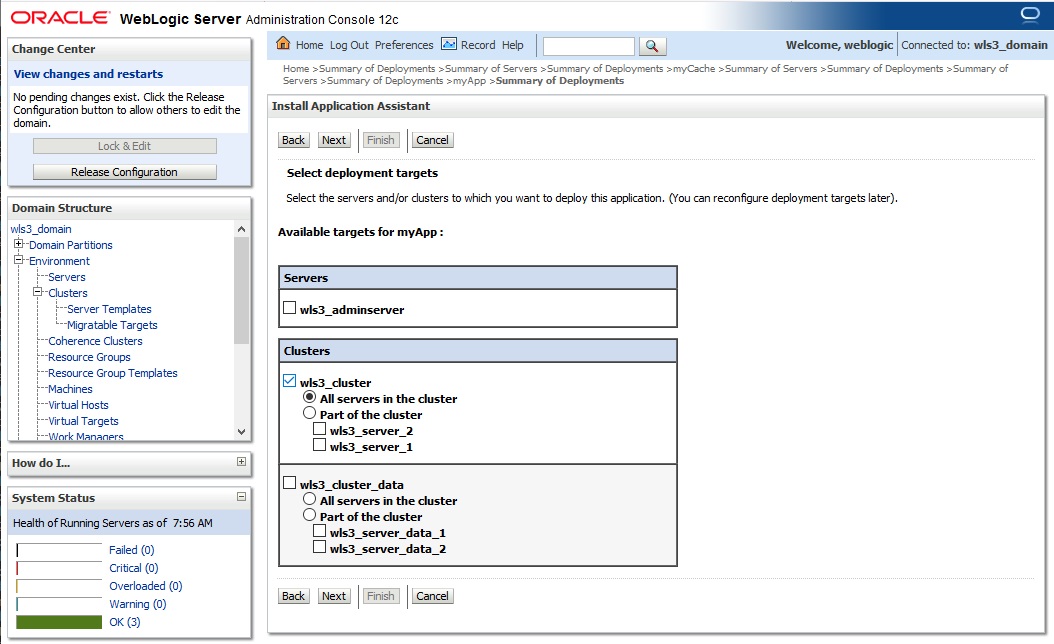 ORACLE® WebLogic Server Administration Console 12c
Change Center
View changes and restarts
No pending changes exist. Click the Release
Configuration button to allow others to edit the
domain.
Lock & Edit
Release Configuration
Domain Structure
wls3_domain
Domain Partitions
Environment
Servers
Clusters
Server Templates
Migratable Targets
Coherence Clusters
Resource Groups
Resource Group Templates
Machines
Virtual Hosts
Virtual Targets
Work Managers
How do I...
System Status
Health of Running Servers as of 7:56 AM
Failed (0)
Critical (0)
Overloaded (0)
Warning (0)
OK (3)
Home Log Out Preferences Record Help
Welcome, weblogic Connected to: wls3_domain
Home >Summary of Deployments >Summary of Servers >Summary of Deployments >myCache >Summary of Servers >Summary of Deployments >Summary of
Servers >Summary of Deployments >myApp >Summary of Deployments
Install Application Assistant
Back Next Finish Cancel
Select deployment targets
Select the servers and/or clusters to which you want to deploy this application. (You can reconfigure deployment targets later).
Available targets for myApp :
Servers
wls3_adminserver
Clusters
wls3_cluster
All servers in the cluster
Part of the cluster
wls3_server_2
wls3_server_1
wls3_cluster_data
All servers in the cluster
Part of the cluster
wls3_server_data_1
wls3_server_data_2
Back Next Finish Cancel